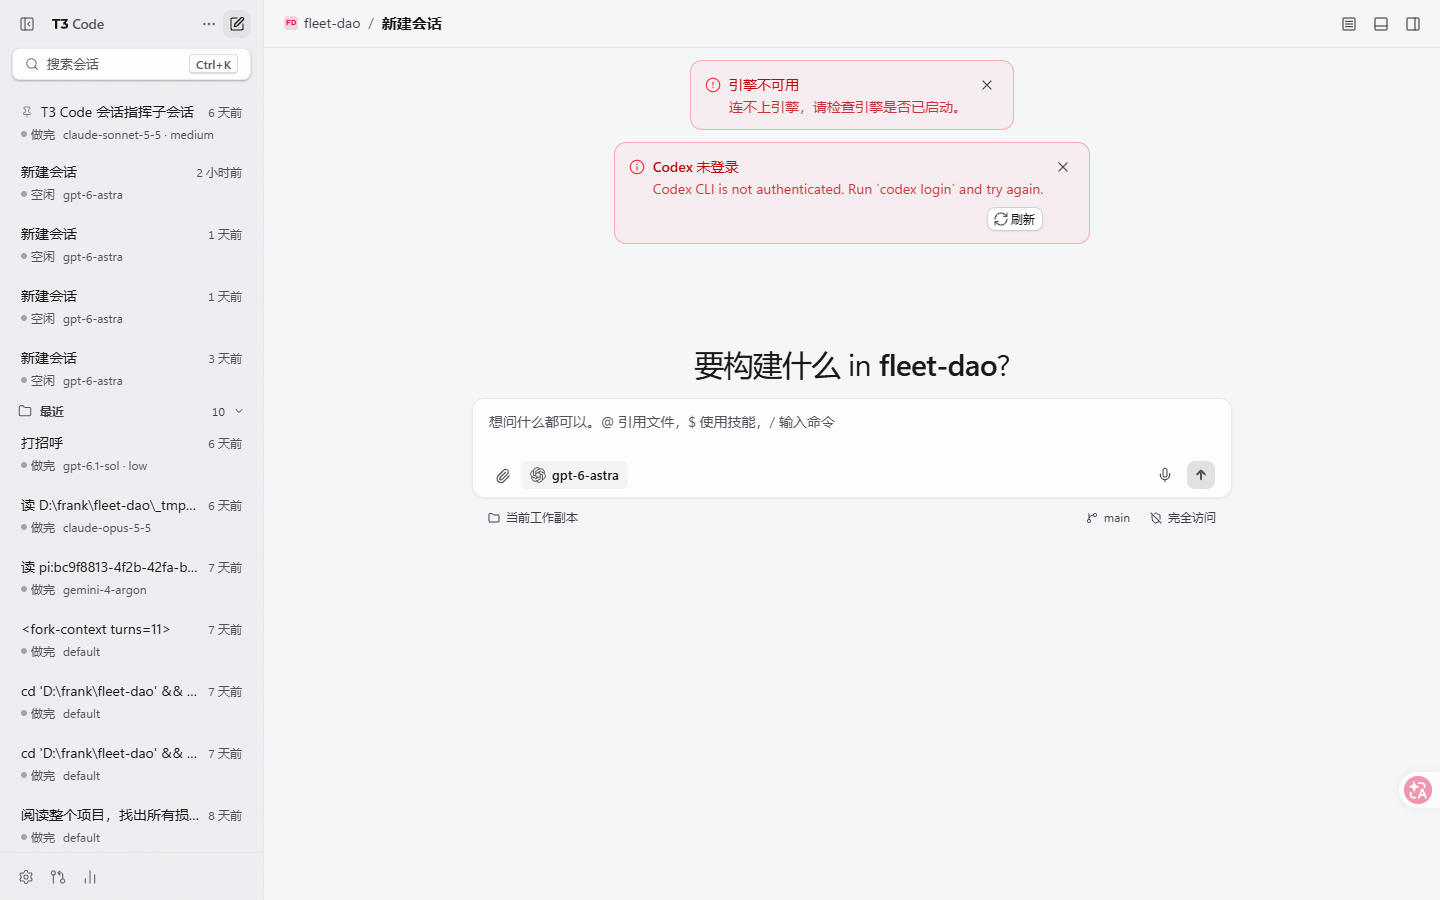 T3 Code
搜索会话 Ctrl+K
T3 Code 会话指挥子会话 6 天前
做完 claude-sonnet-5-5 · medium
新建会话 2 小时前
空闲 gpt-6-astra
新建会话 1 天前
空闲 gpt-6-astra
新建会话 1 天前
空闲 gpt-6-astra
新建会话 3 天前
空闲 gpt-6-astra
最近 10
打招呼 6 天前
做完 gpt-6.1-sol · low
读 D:\frank\fleet-dao\_tmp... 6 天前
做完 claude-opus-5-5
读 pi:bc9f8813-4f2b-42fa-b... 7 天前
做完 gemini-4-argon
<fork-context turns=11> 7 天前
做完 default
cd 'D:\frank\fleet-dao' && ... 7 天前
做完 default
cd 'D:\frank\fleet-dao' && ... 7 天前
做完 default
阅读整个项目，找出所有损... 8 天前
做完 default
FD fleet-dao / 新建会话
引擎不可用
连不上引擎，请检查引擎是否已启动。
Codex 未登录
Codex CLI is not authenticated. Run `codex login` and try again.
刷新
要构建什么 in fleet-dao?
想问什么都可以。@ 引用文件，$ 使用技能，/ 输入命令
gpt-6-astra
当前工作副本 main 完全访问